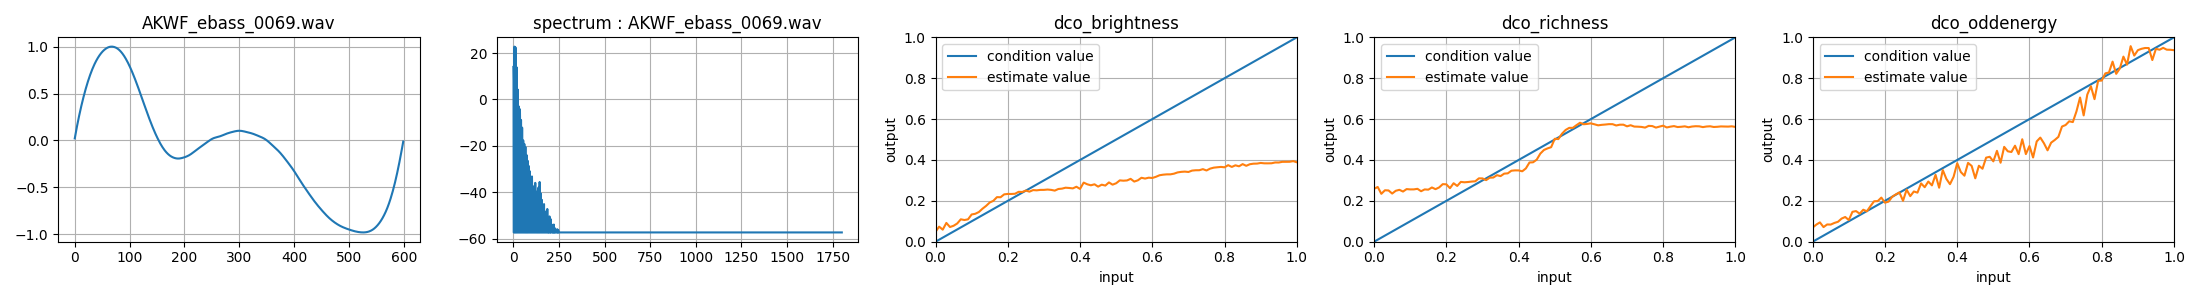 AKWF_ebass_0069.wav
1.0
0.5
0.0
−0.5
−1.0
0 100 200 300 400 500 600
spectrum : AKWF_ebass_0069.wav
20
0
−20
−40
−60
0 250 500 750 1000 1250 1500 1750
dco_brightness
condition value
estimate value
output
1.0
0.8
0.6
0.4
0.2
0.0
0.0 0.2 0.4 0.6 0.8 1.0
input
dco_richness
condition value
estimate value
output
1.0
0.8
0.6
0.4
0.2
0.0
0.0 0.2 0.4 0.6 0.8 1.0
input
dco_oddenergy
condition value
estimate value
output
1.0
0.8
0.6
0.4
0.2
0.0
0.0 0.2 0.4 0.6 0.8 1.0
input